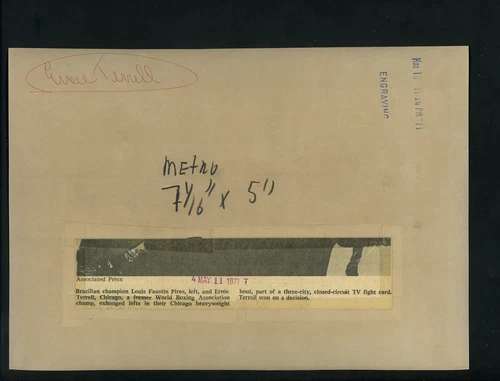 Ernie Terrell
ENGRAVING
METRO
7 1/16" x 5"
Associated Press
4 MAY 11 1971 7
Brazilian champion Louis Faustin Pires, left, and Ernie
Terrell, Chicago, a former World Boxing Association
champ, exhanged lefts in their Chicago heavyweight
bout, part of a three-city, closed-circuit TV fight card.
Terrell won on a decision.